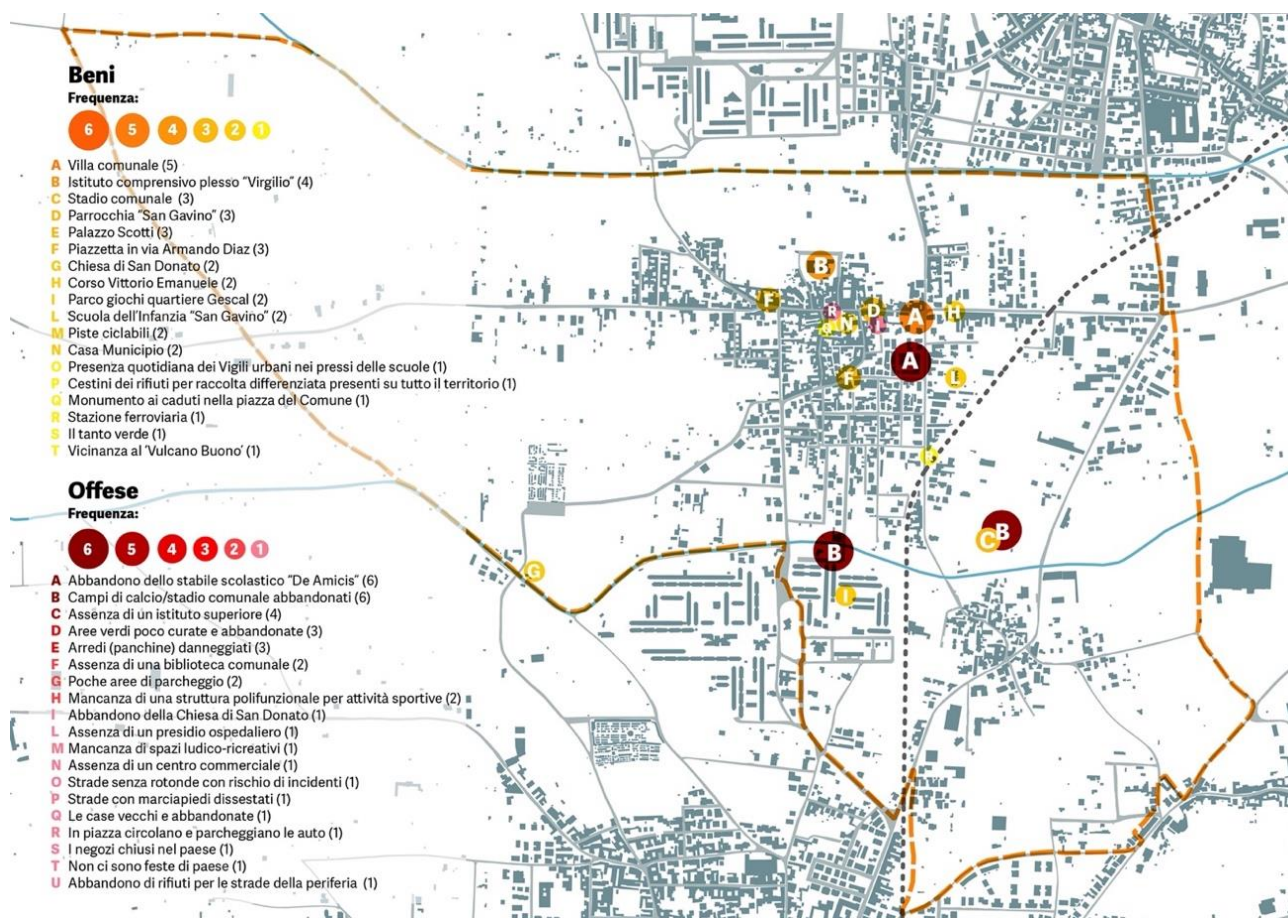 Beni
Frequenza:
6 5 4 3 2 1
A Villa comunale (5)
B Istituto comprensivo plesso "Virgilio" (4)
C Stadio comunale (3)
D Parrocchia "San Gavino" (3)
E Palazzo Scotti (3)
F Piazzetta in via Armando Diaz (3)
G Chiesa di San Donato (2)
H Corso Vittorio Emanuele (2)
I Parco giochi quartiere Gescal (2)
L Scuola dell'Infanzia "San Gavino" (2)
M Piste ciclabili (2)
N Casa Municipio (2)
O Presenza quotidiana dei Vigili urbani nei pressi delle scuole (1)
P Cestini dei rifiuti per raccolta differenziata presenti su tutto il territorio (1)
Q Monumento ai caduti nella piazza del Comune (1)
R Stazione ferroviaria (1)
S Il tanto verde (1)
T Vicinanza al 'Vulcano Buono' (1)
Offese
Frequenza:
6 5 4 3 2 1
A Abbandono dello stabile scolastico "De Amicis" (6)
B Campi di calcio/stadio comunale abbandonati (6)
C Assenza di un istituto superiore (4)
D Aree verdi poco curate e abbandonate (3)
E Arredi (panchine) danneggiati (3)
F Assenza di una biblioteca comunale (2)
G Poche aree di parcheggio (2)
H Mancanza di una struttura polifunzionale per attività sportive (2)
I Abbandono della Chiesa di San Donato (1)
L Assenza di un presidio ospedaliero (1)
M Mancanza di spazi ludico-ricreativi (1)
N Assenza di un centro commerciale (1)
O Strade senza rotonde con rischio di incidenti (1)
P Strade con marciapiedi dissestati (1)
Q Le case vecchi e abbandonate (1)
R In piazza circolano e parcheggiano le auto (1)
S I negozi chiusi nel paese (1)
T Non ci sono feste di paese (1)
U Abbandono di rifiuti per le strade della periferia (1)
B
F
R
D
A
H
N
A
L
B
C
B
G
I